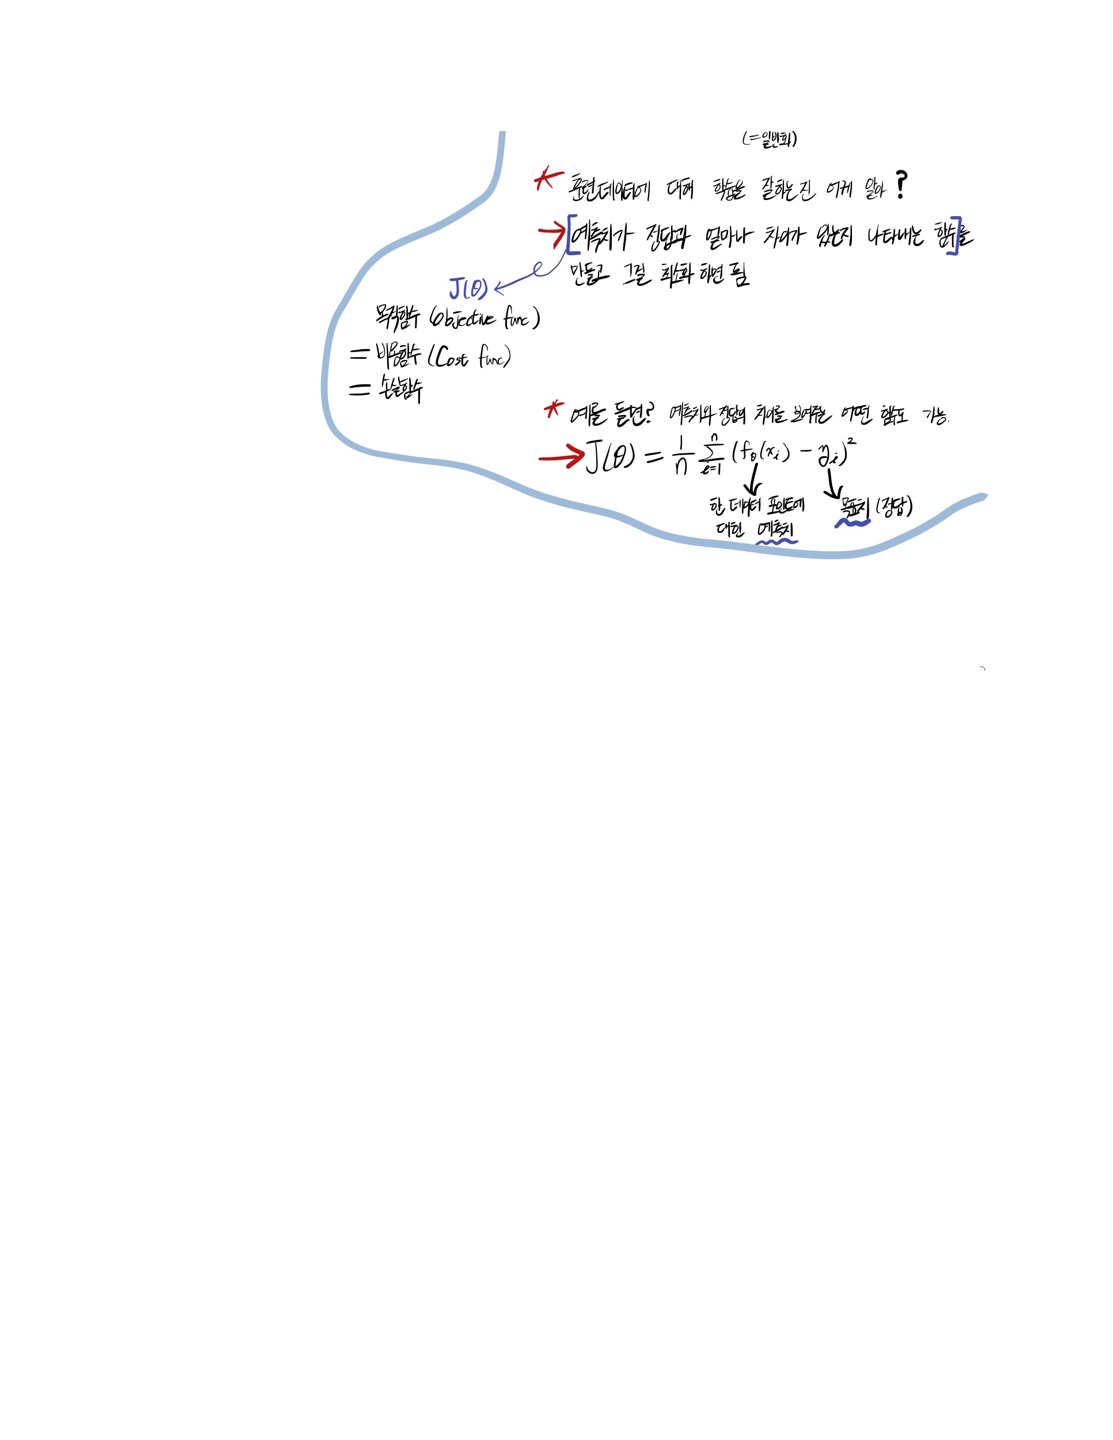 (=일반화)
* 훈련데이터에 대해 학습을 잘하는진 어케 알아?
→ [예측치가 정답과 얼마나 차이가 있는지 나타내는 함수]를
만들고 그걸 최소화 하면 됨
J(θ)
목적함수 (objective func)
= 비용함수 (Cost func)
= 손실함수
* 예를 들면? 예측치와 정답의 차이를 보여주는 어떤 함수도 가능.
→ J(θ) = 1/n Σ_{i=1}^{n} (f_θ(x_i) - y_i)²
한 데이터 포인트에
대한 예측치
목표치 (정답)